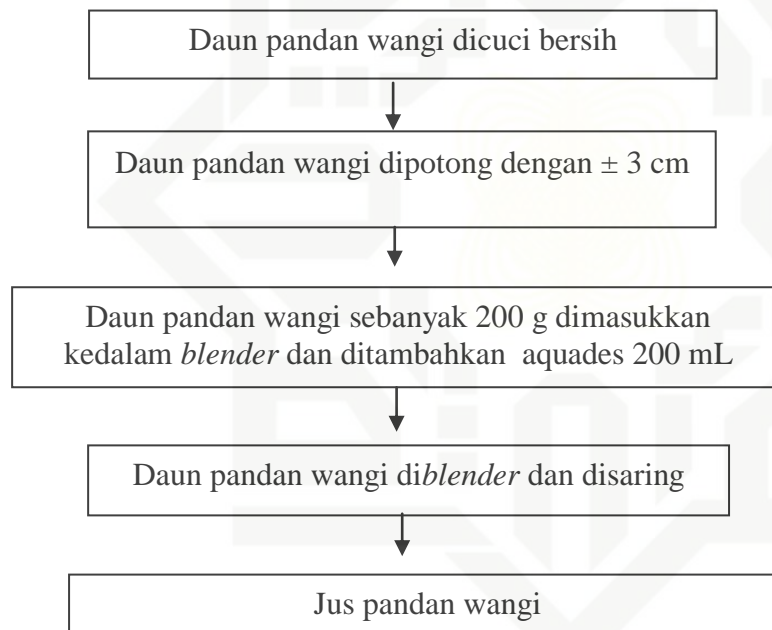 Daun pandan wangi dicuci bersih
Daun pandan wangi dipotong dengan ± 3 cm
Daun pandan wangi sebanyak 200 g dimasukkan
kedalam blender dan ditambahkan aquades 200 mL
Daun pandan wangi diblender dan disaring
Jus pandan wangi